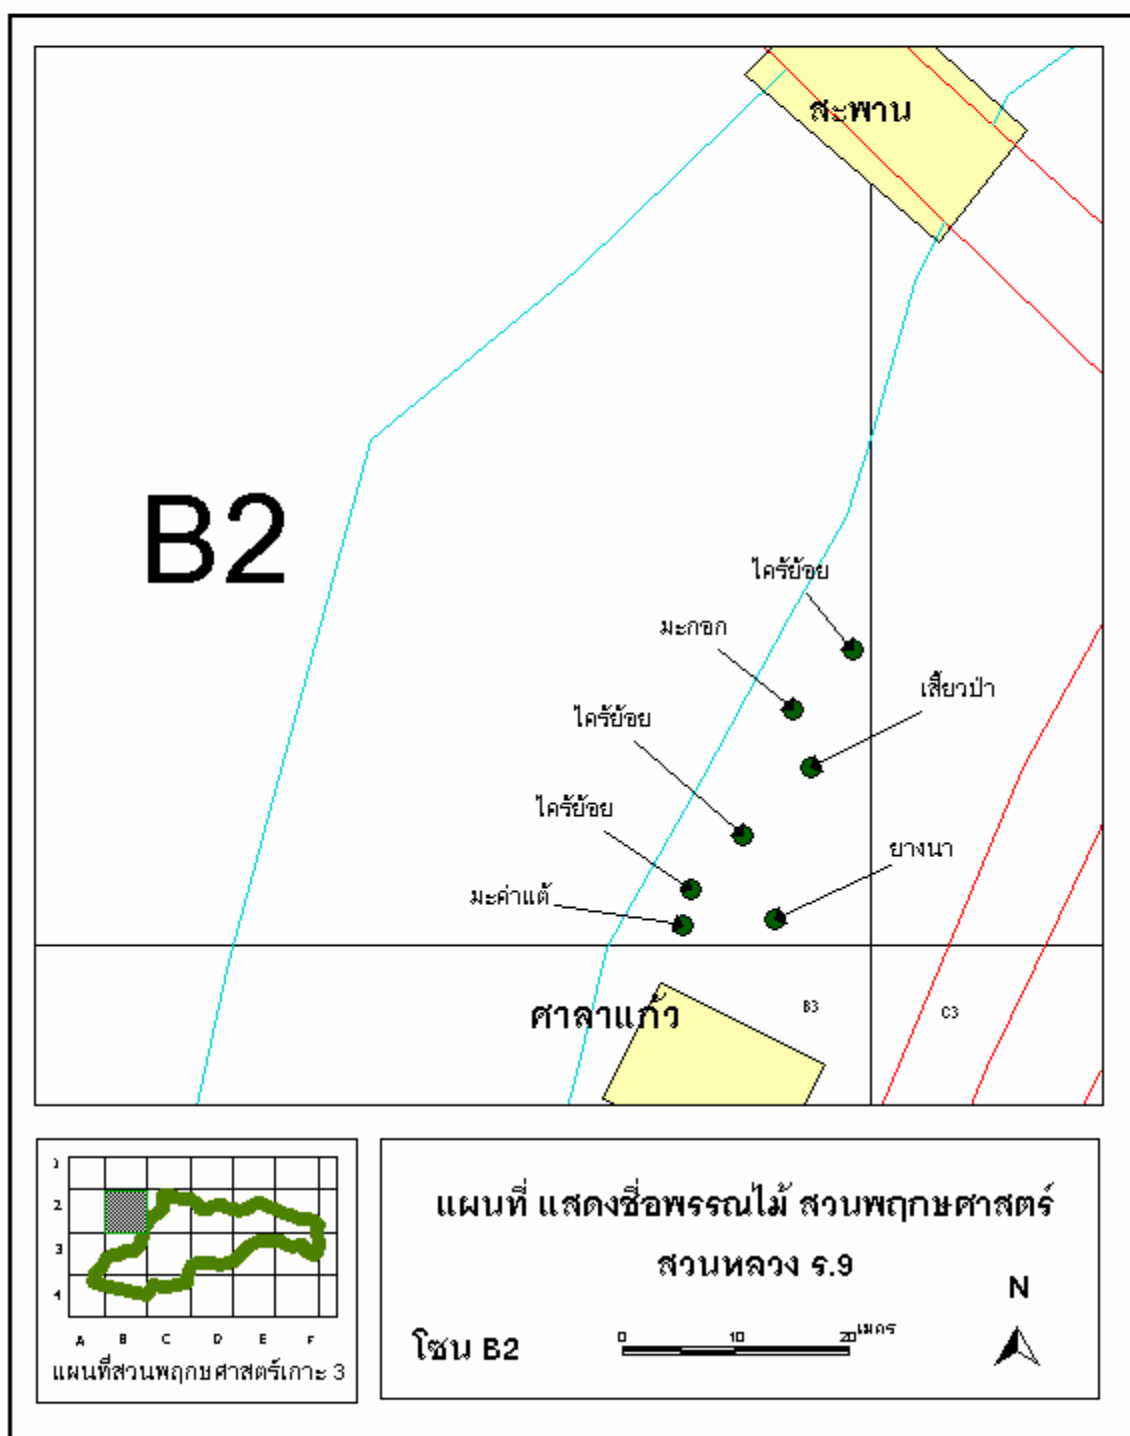 สะพาน
B2
ไคร้ย้อย
มะกอก
เสี้ยวป่า
ไคร้ย้อย
ไคร้ย้อย
ยางนา
มะค่าแต้
ศาลาแก้ว
B3
C3
1
2
3
4
A B C D E F
แผนที่สวนพฤกษศาสตร์เกาะ 3
แผนที่ แสดงชื่อพรรณไม้ สวนพฤกษศาสตร์
สวนหลวง ร.9
N
โซน B2
0 10 20 เมตร